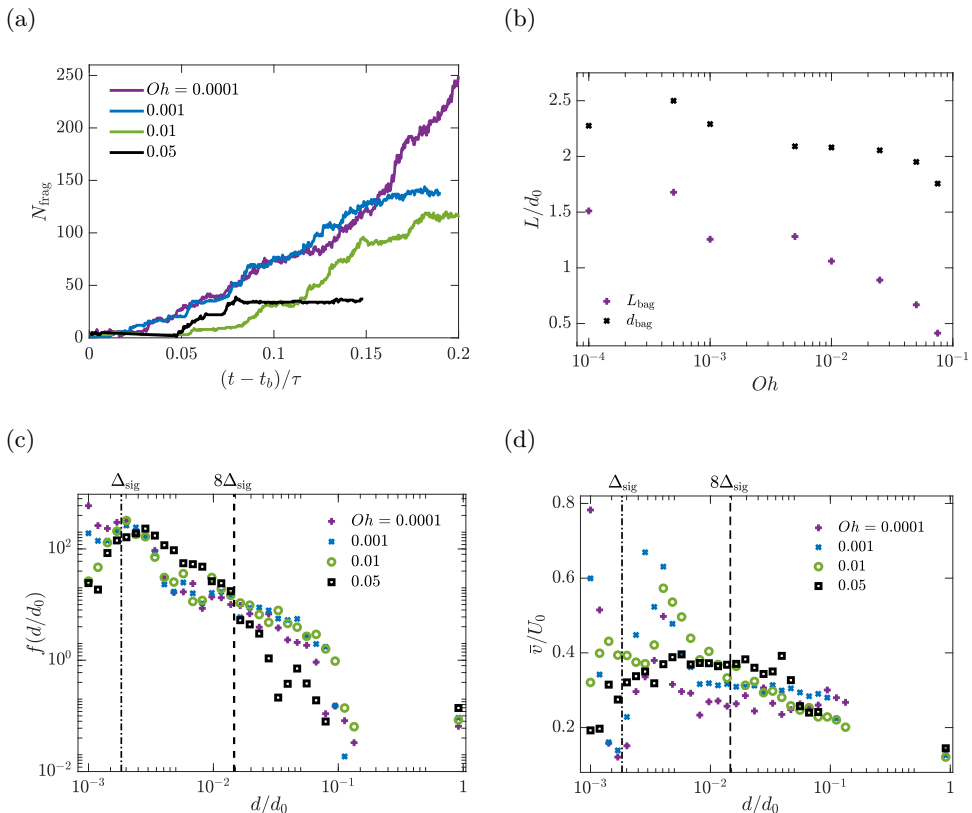 (a)
250
200
150
100
50
0
N_frag
Oh = 0.0001
0.001
0.01
0.05
0 0.05 0.1 0.15 0.2
(t − t_b)/τ
(b)
2.5
2
1.5
1
0.5
L/d_0
L_bag
d_bag
10^−4 10^−3 10^−2 10^−1
Oh
(c)
Δ_sig 8Δ_sig
10^2
10^0
10^−2
f(d/d_0)
Oh = 0.0001
0.001
0.01
0.05
10^−3 10^−2 10^−1 1
d/d_0
(d)
Δ_sig 8Δ_sig
0.8
0.6
0.4
0.2
v̄/U_0
Oh = 0.0001
0.001
0.01
0.05
10^−3 10^−2 10^−1 1
d/d_0